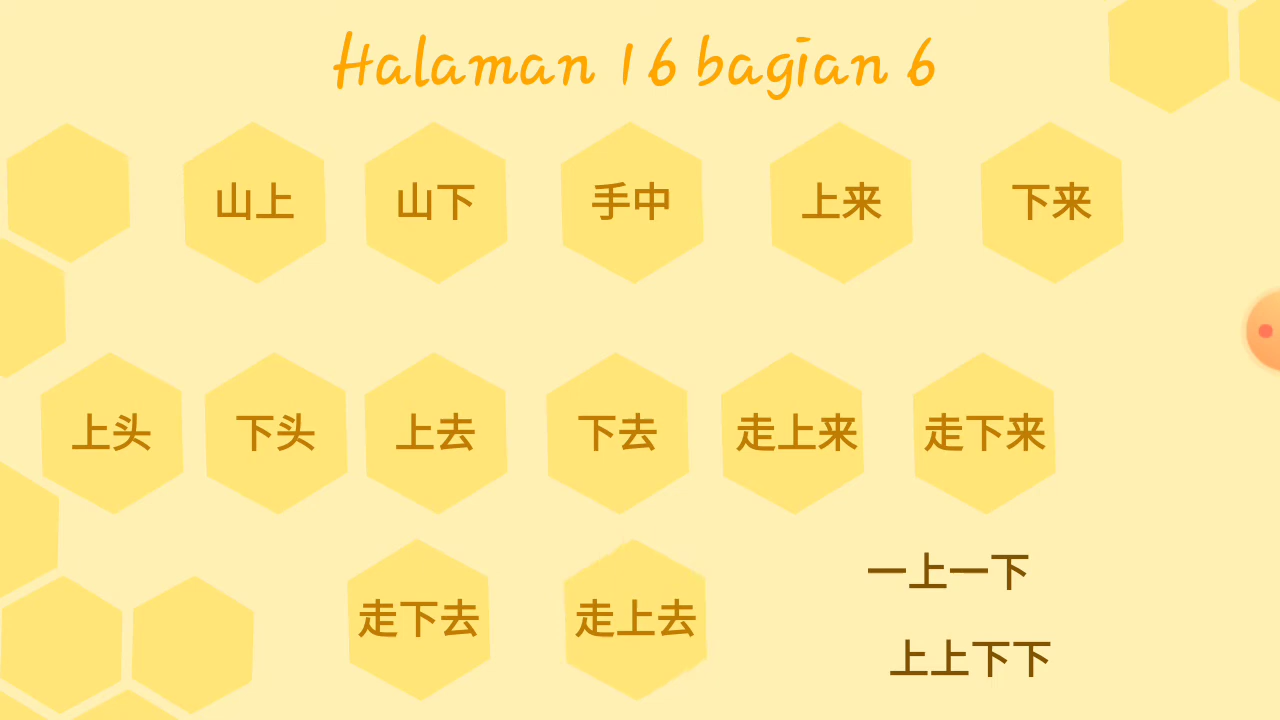 Halaman 16 bagian 6
山上 山下 手中 上来 下来
上头 下头 上去 下去 走上来 走下来
走下去 走上去
一上一下
上上下下